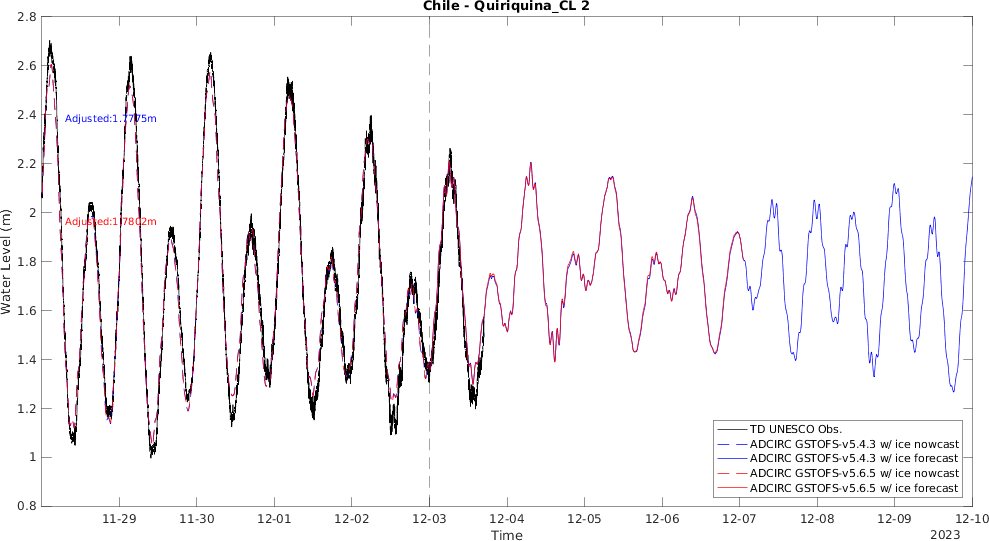 Chile - Quiriquina_CL 2
2.8
2.6
2.4
2.2
2
1.8
1.6
1.4
1.2
1
0.8
Water Level (m)
Adjusted:1.7775m
Adjusted:1.7802m
TD UNESCO Obs.
ADCIRC GSTOFS-v5.4.3 w/ ice nowcast
ADCIRC GSTOFS-v5.4.3 w/ ice forecast
ADCIRC GSTOFS-v5.6.5 w/ ice nowcast
ADCIRC GSTOFS-v5.6.5 w/ ice forecast
11-29 11-30 12-01 12-02 12-03 12-04 12-05 12-06 12-07 12-08 12-09 12-10
Time
2023